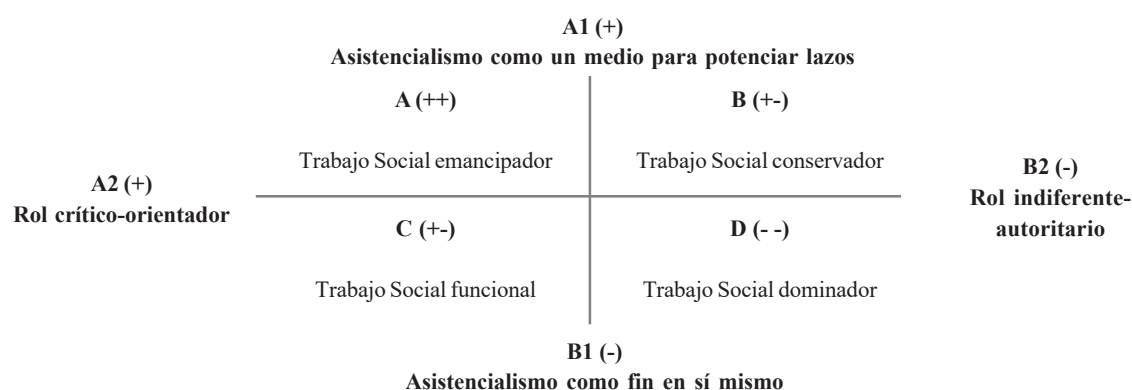 A1 (+)
Asistencialismo como un medio para potenciar lazos
A (++)
B (+-)
Trabajo Social emancipador
Trabajo Social conservador
A2 (+)
Rol crítico-orientador
B2 (-)
Rol indiferente-
autoritario
C (+-)
D (- -)
Trabajo Social funcional
Trabajo Social dominador
B1 (-)
Asistencialismo como fin en sí mismo